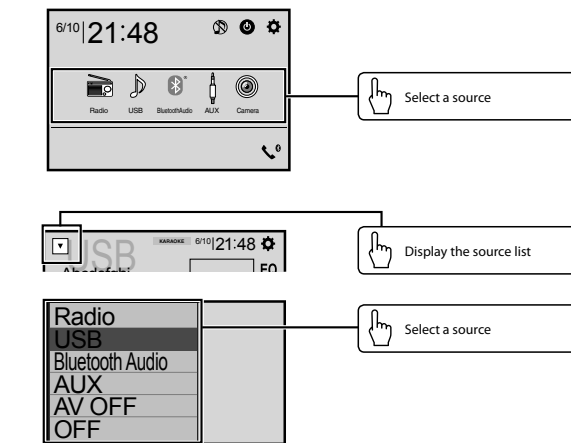 6/10 21:48
Radio USB BluetoothAudio AUX Camera
Select a source
USB KARAOKE 6/10 21:48
Display the source list
Abcdefghi EQ
Radio
USB
Select a source
Bluetooth Audio
AUX
AV OFF
OFF